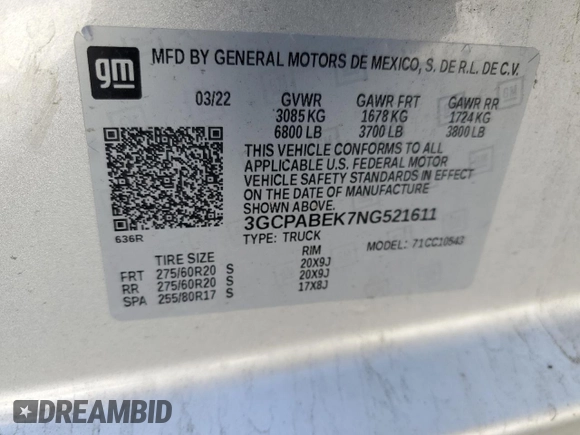 gm
MFD BY GENERAL MOTORS DE MEXICO, S. DE R.L. DE C.V.
03/22 GVWR GAWR FRT GAWR RR
3085 KG 1678 KG 1724 KG
6800 LB 3700 LB 3800 LB
THIS VEHICLE CONFORMS TO ALL
APPLICABLE U.S. FEDERAL MOTOR
VEHICLE SAFETY STANDARDS IN EFFECT
ON THE DATE OF MANUFACTURE
SHOWN ABOVE.
3GCPABEK7NG521611
636R
TYPE: TRUCK MODEL: 71CC10543
TIRE SIZE RIM
FRT 275/60R20 S 20X9J
RR 275/60R20 S 20X9J
SPA 255/80R17 S 17X8J
DREAMBID